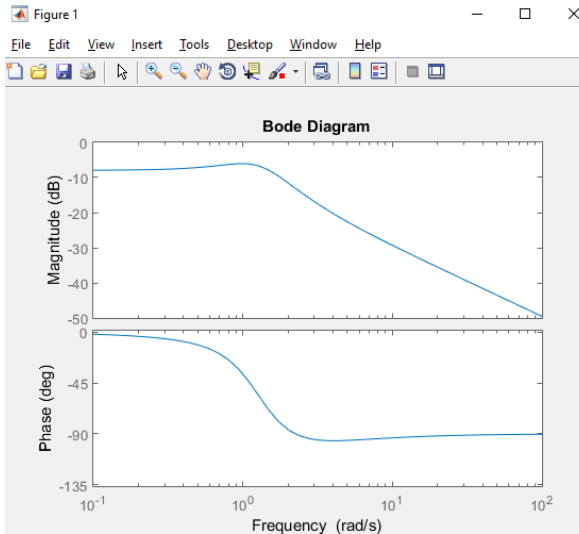 Figure 1
File Edit View Insert Tools Desktop Window Help
Bode Diagram
Magnitude (dB)
0
-10
-20
-30
-40
-50
Phase (deg)
0
-45
-90
-135
10^-1 10^0 10^1 10^2
Frequency (rad/s)